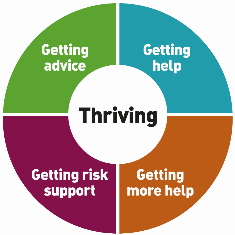 Getting
advice
Getting
help
Thriving
Getting risk
support
Getting
more help